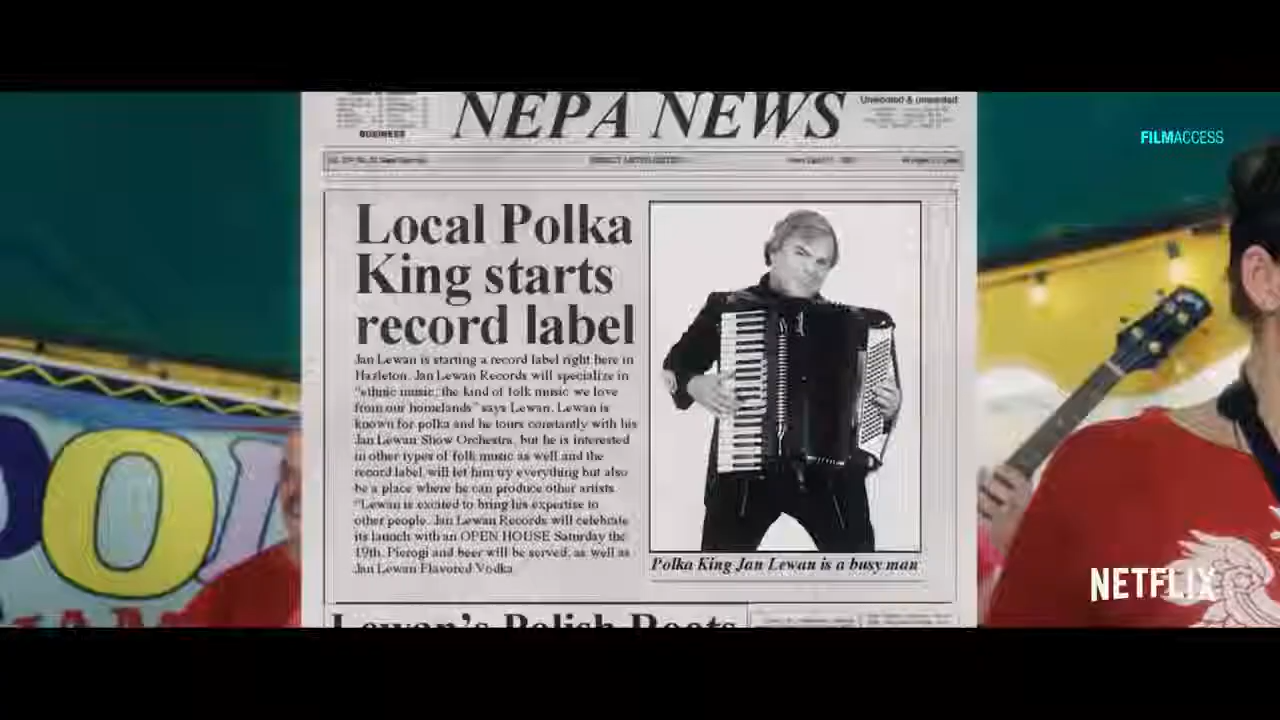 NEPA NEWS
BUSINESS
FILMACCESS
Local Polka
King starts
record label
Jan Lewan is starting a record label right here in
Hazleton. Jan Lewan Records will specialize in
"ethnic music, the kind of folk music we love
from our homelands" says Lewan. Lewan is
known for polka and he tours constantly with his
Jan Lewan Show Orchestra, but he is interested
in other types of folk music as well and the
record label will let him try everything but also
be a place where he can produce other artists.
"Lewan is excited to bring his expertise to
other people. Jan Lewan Records will celebrate
its launch with an OPEN HOUSE Saturday the
19th. Pierogi and beer will be served, as well as
Jan Lewan Flavored Vodka
Polka King Jan Lewan is a busy man
Lewan's Polish Roots
NETFLIX